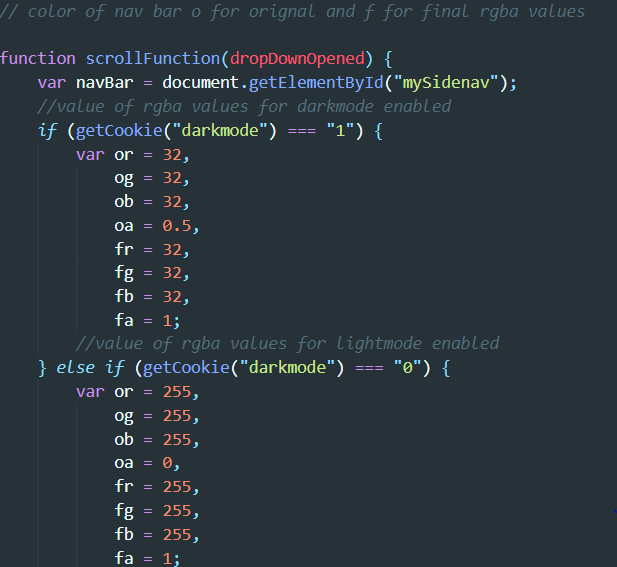 // color of nav bar o for orignal and f for final rgba values
function scrollFunction(dropDownOpened) {
var navBar = document.getElementById("mySidenav");
//value of rgba values for darkmode enabled
if (getCookie("darkmode") === "1") {
var or = 32,
og = 32,
ob = 32,
oa = 0.5,
fr = 32,
fg = 32,
fb = 32,
fa = 1;
//value of rgba values for lightmode enabled
} else if (getCookie("darkmode") === "0") {
var or = 255,
og = 255,
ob = 255,
oa = 0,
fr = 255,
fg = 255,
fb = 255,
fa = 1;